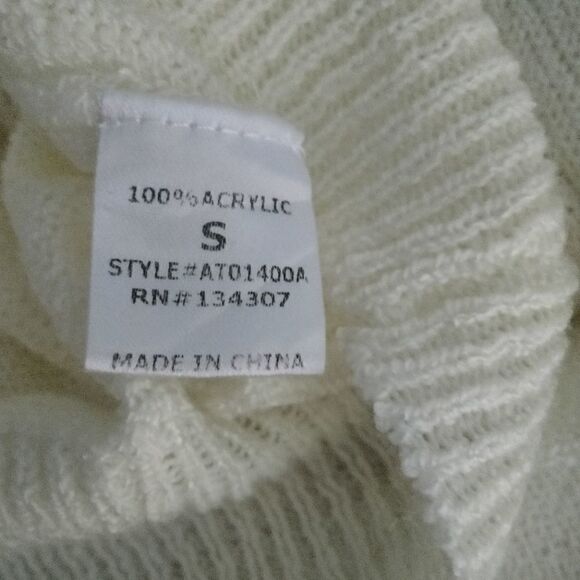 100% ACRYLIC
S
STYLE#AT01400A
RN#134307
MADE IN CHINA